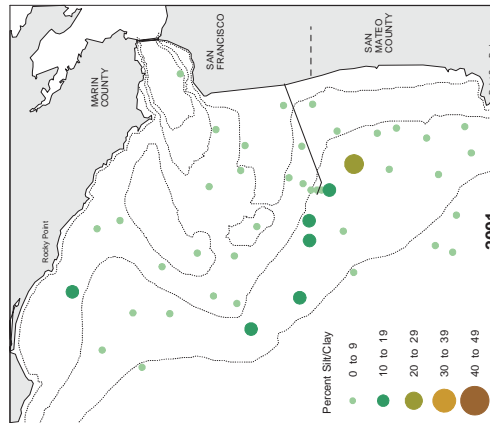 MARIN
COUNTY
SAN
FRANCISCO
SAN
MATEO
COUNTY
Rocky Point
Percent Silt/Clay
0 to 9
10 to 19
20 to 29
30 to 39
40 to 49
2001